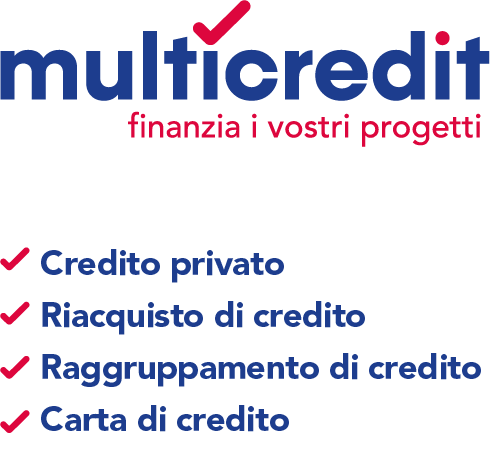 multicredit
finanzia i vostri progetti
Credito privato
Riacquisto di credito
Raggruppamento di credito
Carta di credito